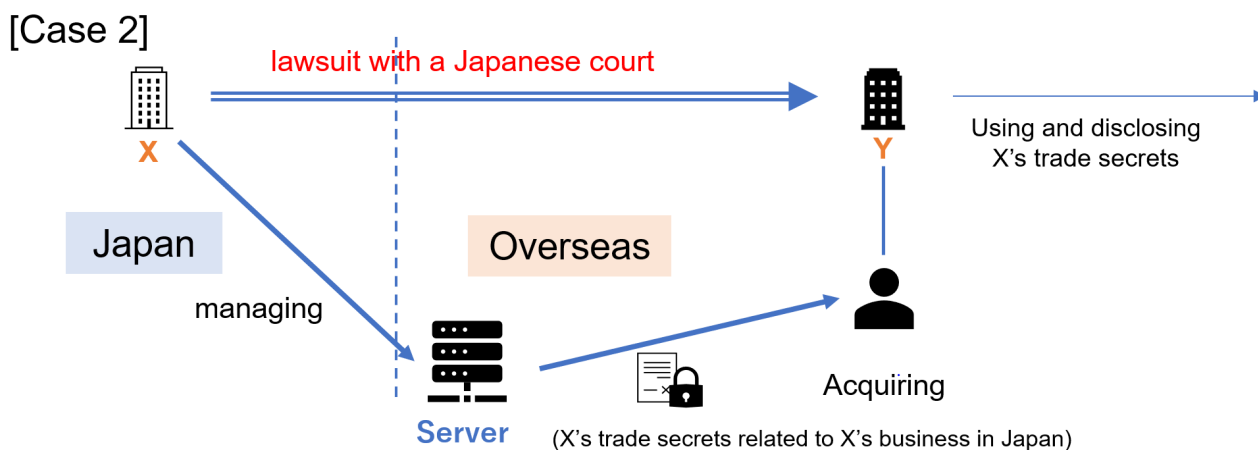 [Case 2]
lawsuit with a Japanese court
X
Y
Using and disclosing
X's trade secrets
Japan
Overseas
managing
Acquiring
Server
(X's trade secrets related to X's business in Japan)